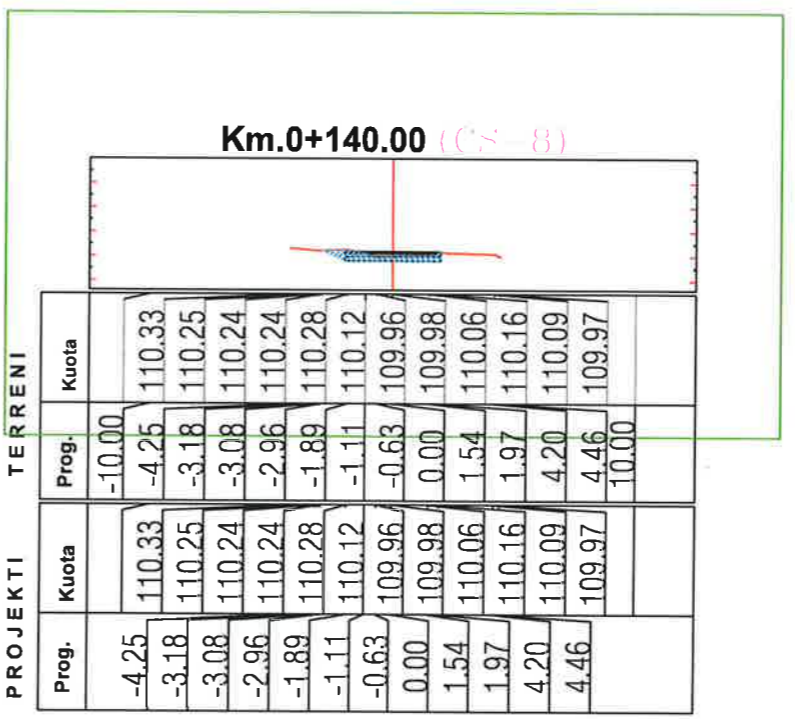 Km.0+140.00 (CS-8)
TERRENI
Kuota 110.33 110.25 110.24 110.24 110.28 110.12 109.96 109.98 110.06 110.16 110.09 109.97
Prog. -10.00 -4.25 -3.18 -3.08 -2.96 -1.89 -1.11 -0.63 0.00 1.54 1.97 4.20 4.46 10.00
PROJEKTI
Kuota 110.33 110.25 110.24 110.24 110.28 110.12 109.96 109.98 110.06 110.16 110.09 109.97
Prog. -4.25 -3.18 -3.08 -2.96 -1.89 -1.11 -0.63 0.00 1.54 1.97 4.20 4.46